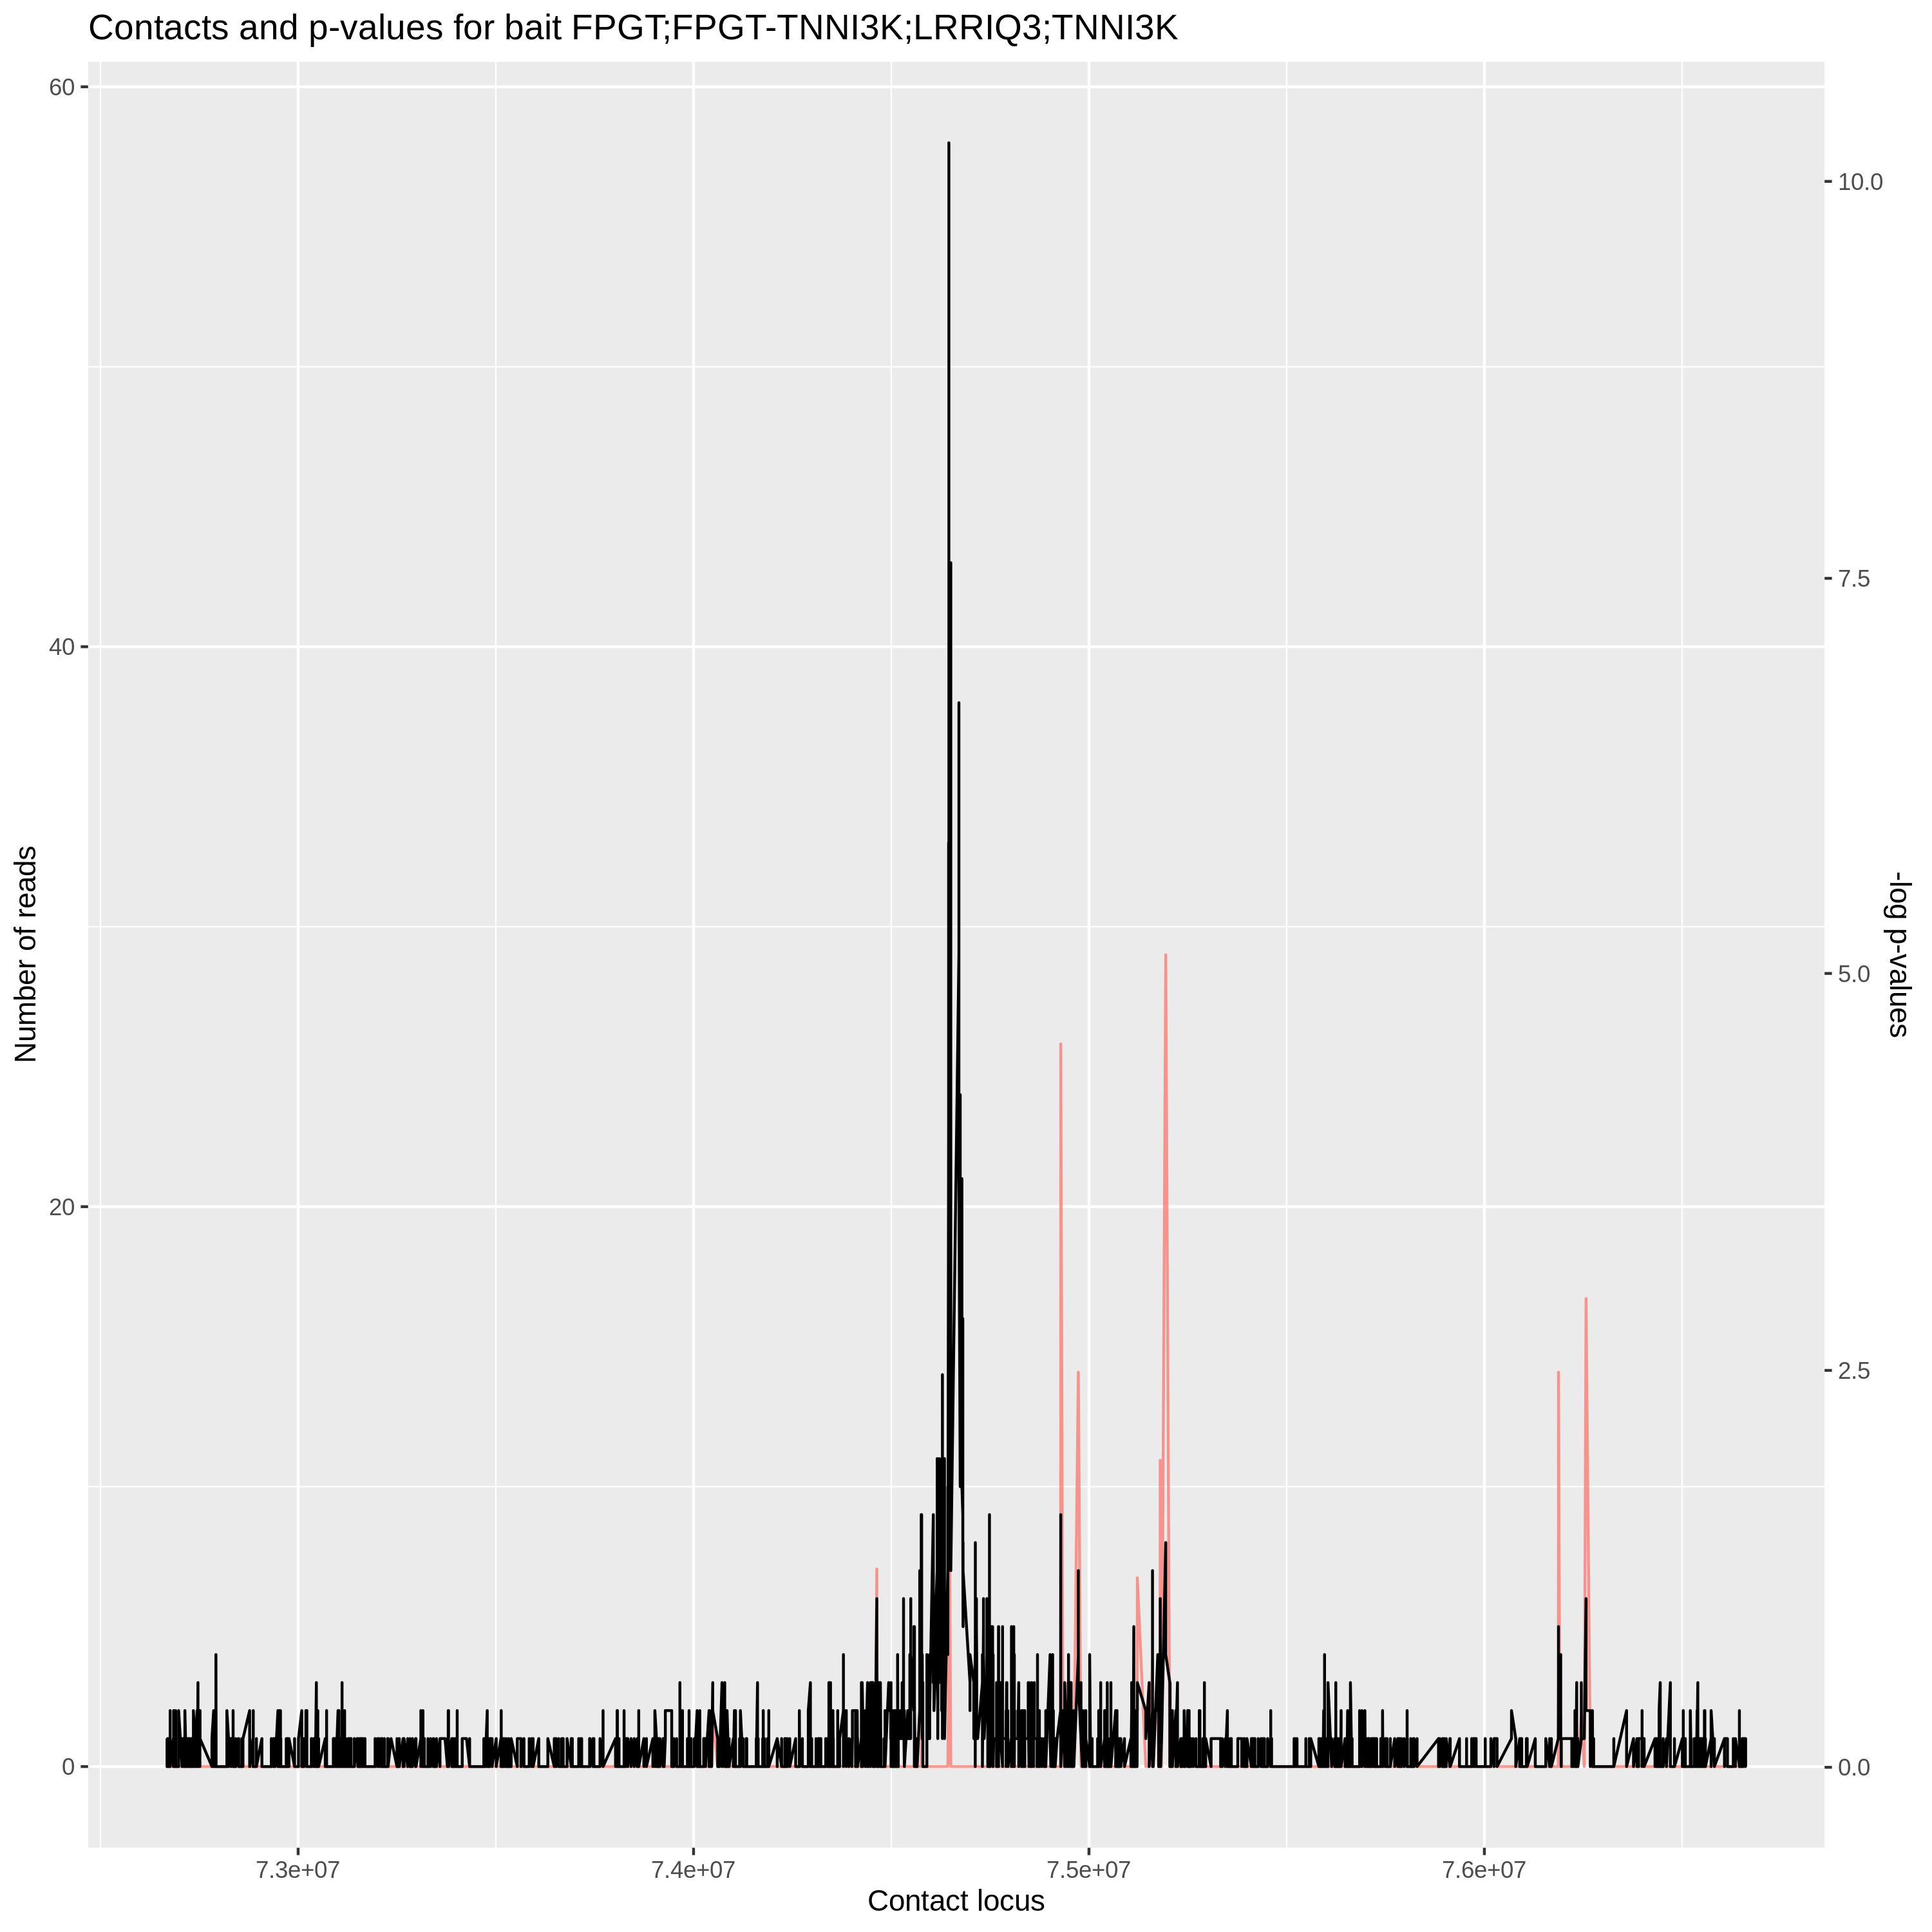 Contacts and p-values for bait FPGT;FPGT-TNNI3K;LRRIQ3;TNNI3K
60
40
20
0
Number of reads
10.0
7.5
5.0
2.5
0.0
-log p-values
7.3e+07
7.4e+07
7.5e+07
7.6e+07
Contact locus